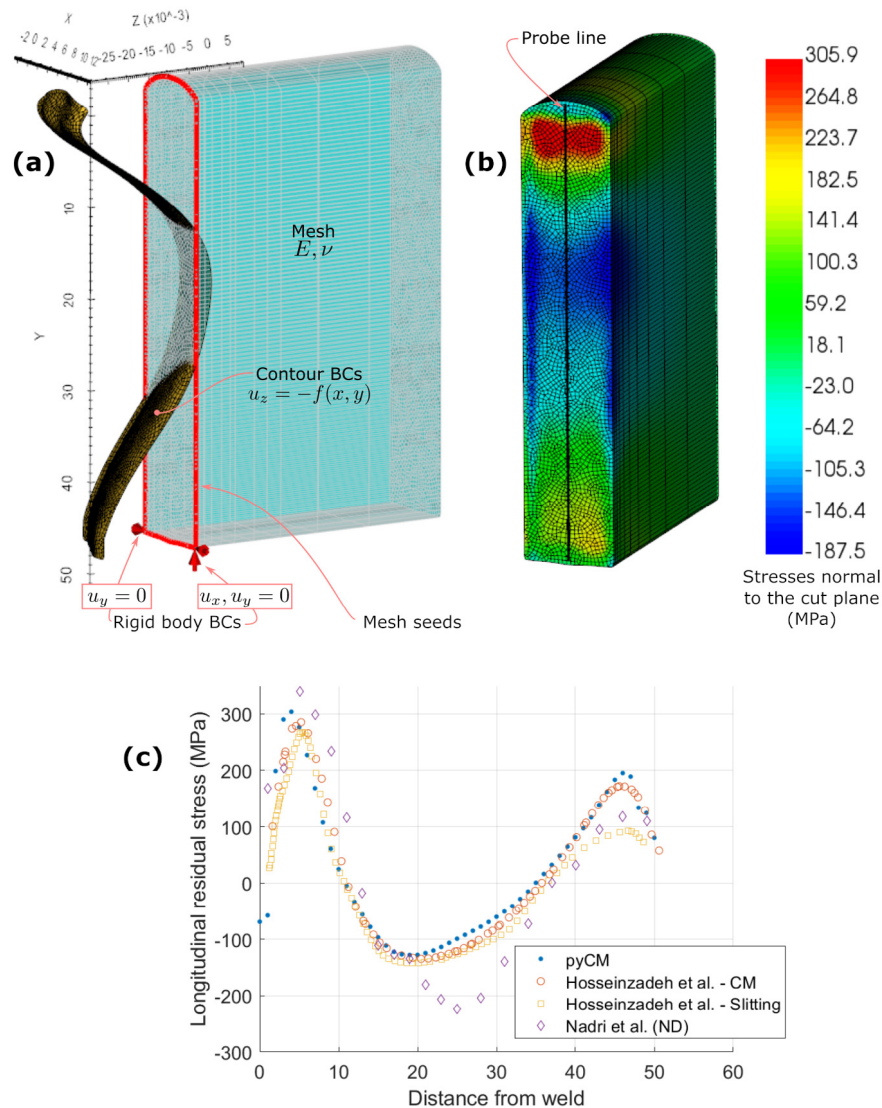 X
Z (x10^-3)
-2 0 2 4 6 8 10 12
-25 -20 -15 -10 -5 0 5
(a)
10
20
30
40
50
Y
Mesh
E, ν
Contour BCs
u_z = −f(x, y)
u_y = 0
u_x, u_y = 0
Rigid body BCs
Mesh seeds
Probe line
(b)
305.9
264.8
223.7
182.5
141.4
100.3
59.2
18.1
-23.0
-64.1
-105.3
-146.4
-187.5
Stresses normal
to the cut plane
(MPa)
(c)
Longitudinal residual stress (MPa)
300
200
100
0
-100
-200
-300
0 10 20 30 40 50 60
Distance from weld
pyCM
Hosseinzadeh et al. - CM
Hosseinzadeh et al. - Slitting
Nadri et al. (ND)